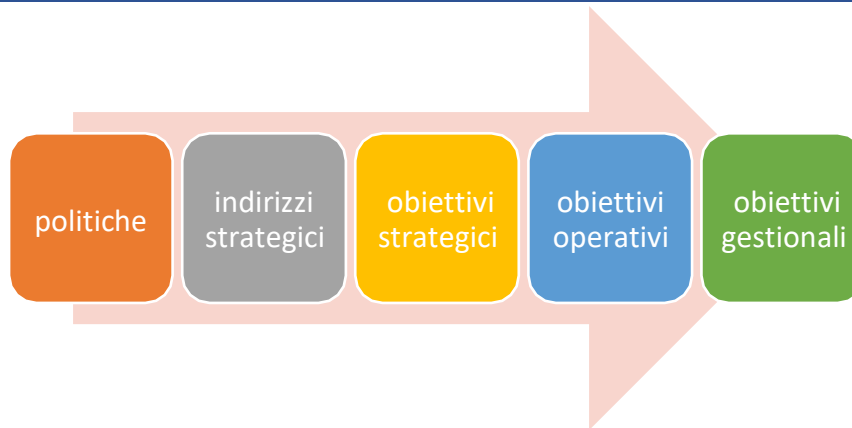 politiche
indirizzi
strategici
obiettivi
strategici
obiettivi
operativi
obiettivi
gestionali